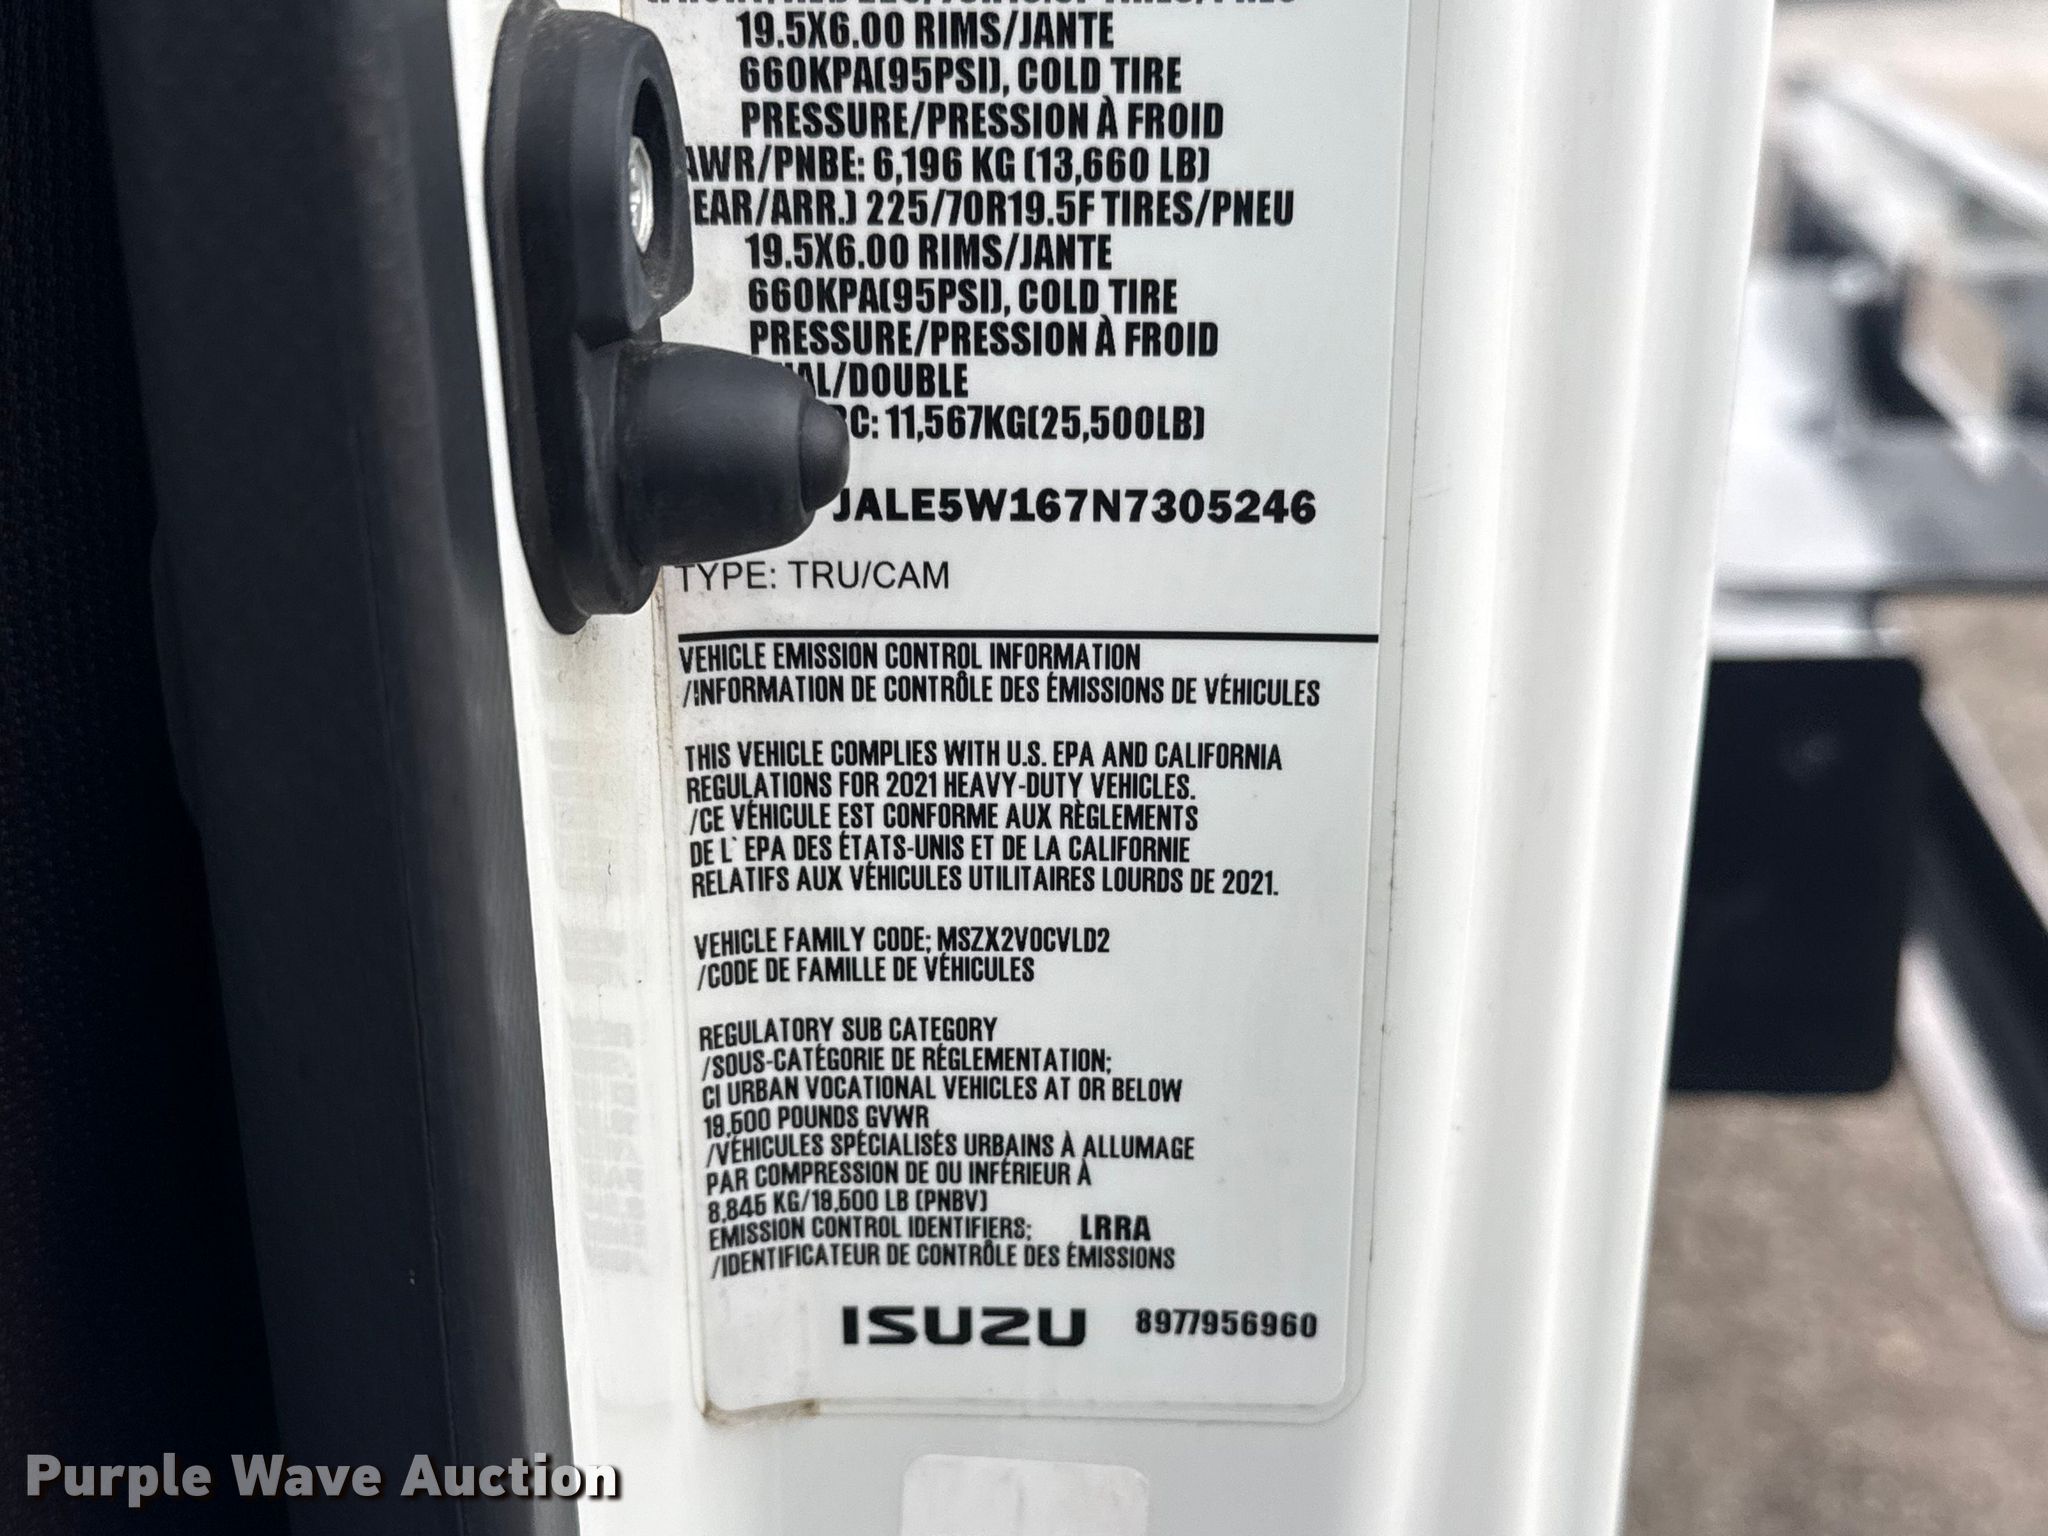 19.5X6.00 RIMS/JANTE
660KPA(95PSI), COLD TIRE
PRESSURE/PRESSION À FROID
AWR/PNBE: 6,196 KG (13,660 LB)
EAR/ARR.) 225/70R19.5F TIRES/PNEU
19.5X6.00 RIMS/JANTE
660KPA(95PSI), COLD TIRE
PRESSURE/PRESSION À FROID
UAL/DOUBLE
BC: 11,567KG(25,500LB)
JALE5W167N7305246
TYPE: TRU/CAM
VEHICLE EMISSION CONTROL INFORMATION
/INFORMATION DE CONTRÔLE DES ÉMISSIONS DE VÉHICULES
THIS VEHICLE COMPLIES WITH U.S. EPA AND CALIFORNIA
REGULATIONS FOR 2021 HEAVY-DUTY VEHICLES.
/CE VÉHICULE EST CONFORME AUX RÈGLEMENTS
DE L` EPA DES ÉTATS-UNIS ET DE LA CALIFORNIE
RELATIFS AUX VÉHICULES UTILITAIRES LOURDS DE 2021.
VEHICLE FAMILY CODE; MSZX2VOCVLD2
/CODE DE FAMILLE DE VÉHICULES
REGULATORY SUB CATEGORY
/SOUS-CATÉGORIE DE RÉGLEMENTATION;
CI URBAN VOCATIONAL VEHICLES AT OR BELOW
19,500 POUNDS GVWR
/VÉHICULES SPÉCIALISÉS URBAINS À ALLUMAGE
PAR COMPRESSION DE OU INFÉRIEUR À
8,845 KG/19,500 LB (PNBV)
EMISSION CONTROL IDENTIFIERS; LRRA
/IDENTIFICATEUR DE CONTRÔLE DES ÉMISSIONS
ISUZU 8977956960
Purple Wave Auction